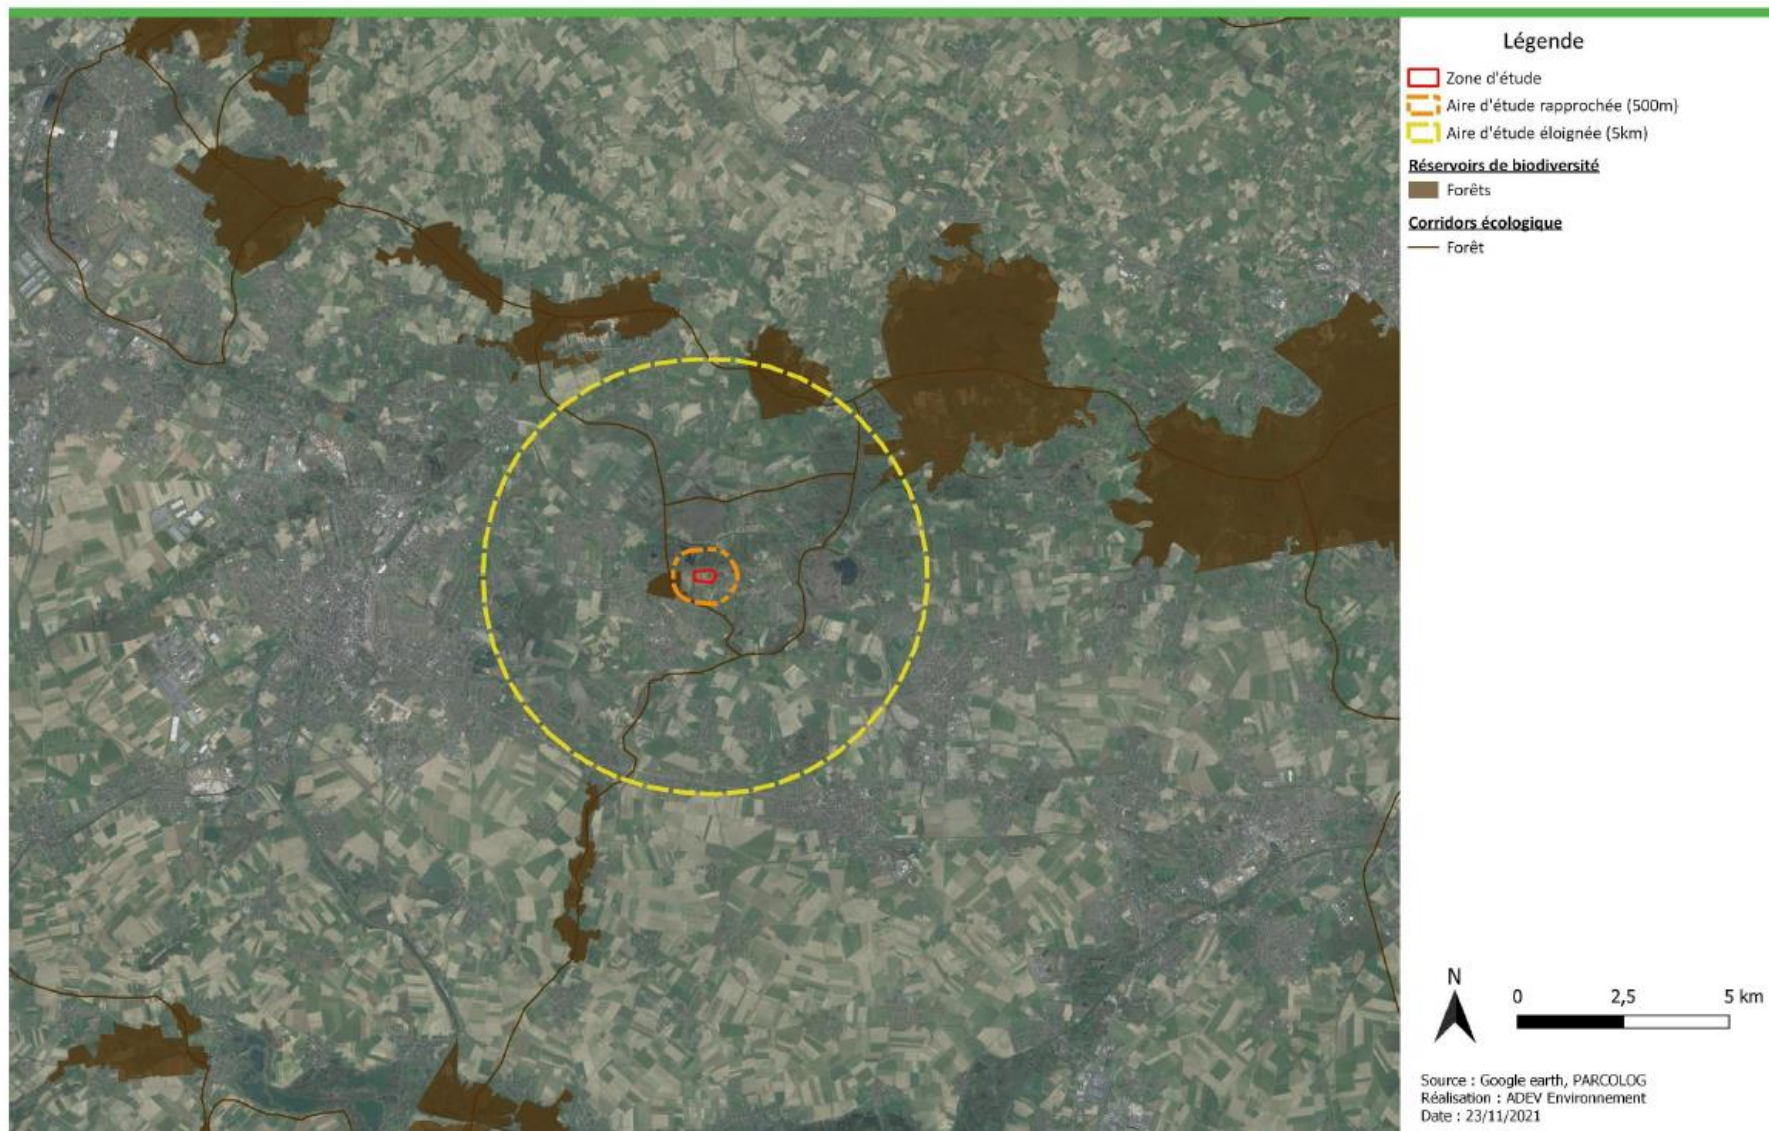 Légende
Zone d'étude
Aire d'étude rapprochée (500m)
Aire d'étude éloignée (5km)
Réservoirs de biodiversité
Forêts
Corridors écologique
Forêt
N
0 2,5 5 km
Source : Google earth, PARCOLOG
Réalisation : ADEV Environnement
Date : 23/11/2021